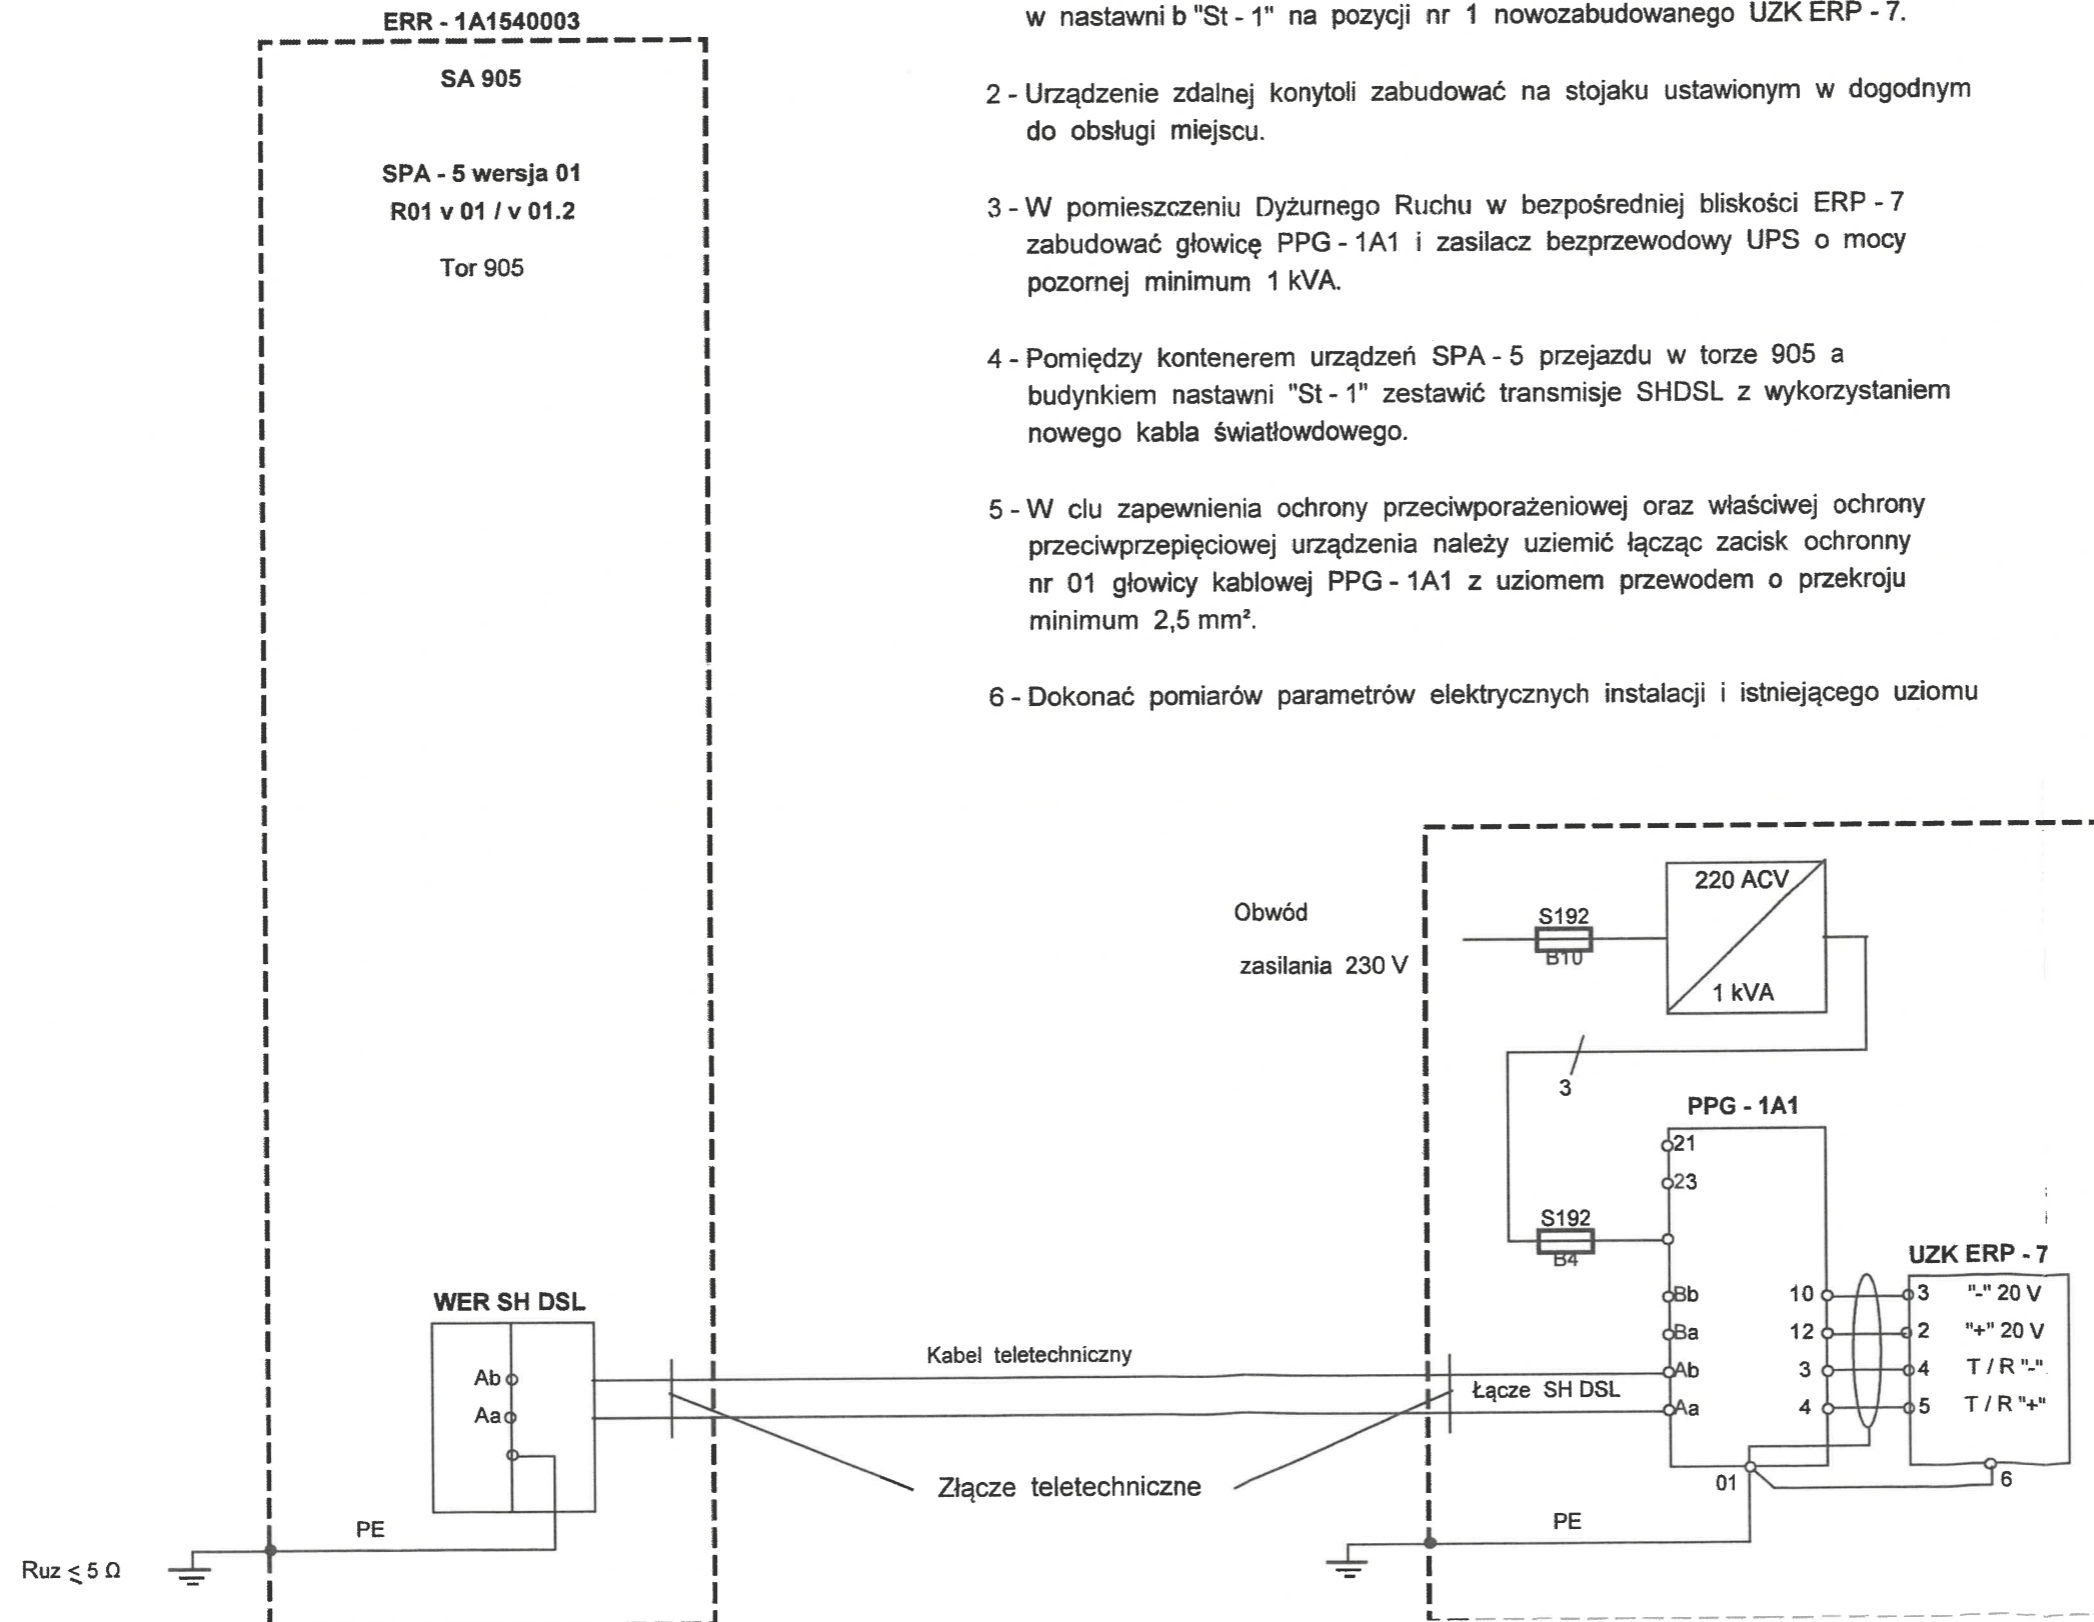 ERR - 1A1540003
SA 905
SPA - 5 wersja 01
R01 v 01 / v 01.2
Tor 905
w nastawni b "St - 1" na pozycji nr 1 nowozabudowanego UZK ERP - 7.
2 - Urządzenie zdalnej konytoli zabudować na stojaku ustawionym w dogodnym
do obsługi miejscu.
3 - W pomieszczeniu Dyżurnego Ruchu w bezpośredniej bliskości ERP - 7
zabudować głowicę PPG - 1A1 i zasilacz bezprzewodowy UPS o mocy
pozornej minimum 1 kVA.
4 - Pomiędzy kontenerem urządzeń SPA - 5 przejazdu w torze 905 a
budynkiem nastawni "St - 1" zestawić transmisje SHDSL z wykorzystaniem
nowego kabla światłowdowego.
5 - W clu zapewnienia ochrony przeciwporażeniowej oraz właściwej ochrony
przeciwprzepięciowej urządzenia należy uziemić łącząc zacisk ochronny
nr 01 głowicy kablowej PPG - 1A1 z uziomem przewodem o przekroju
minimum 2,5 mm².
6 - Dokonać pomiarów parametrów elektrycznych instalacji i istniejącego uziomu
Obwód
zasilania 230 V
S192
B10
220 ACV
1 kVA
3
PPG - 1A1
21
23
S192
B4
Bb
Ba
Ab
Aa
10
12
3
4
01
UZK ERP - 7
3 "-" 20 V
2 "+" 20 V
4 T / R "-"
5 T / R "+"
6
WER SH DSL
Ab
Aa
Kabel teletechniczny
Łącze SH DSL
Złącze teletechniczne
PE
PE
Ruz ≤ 5 Ω